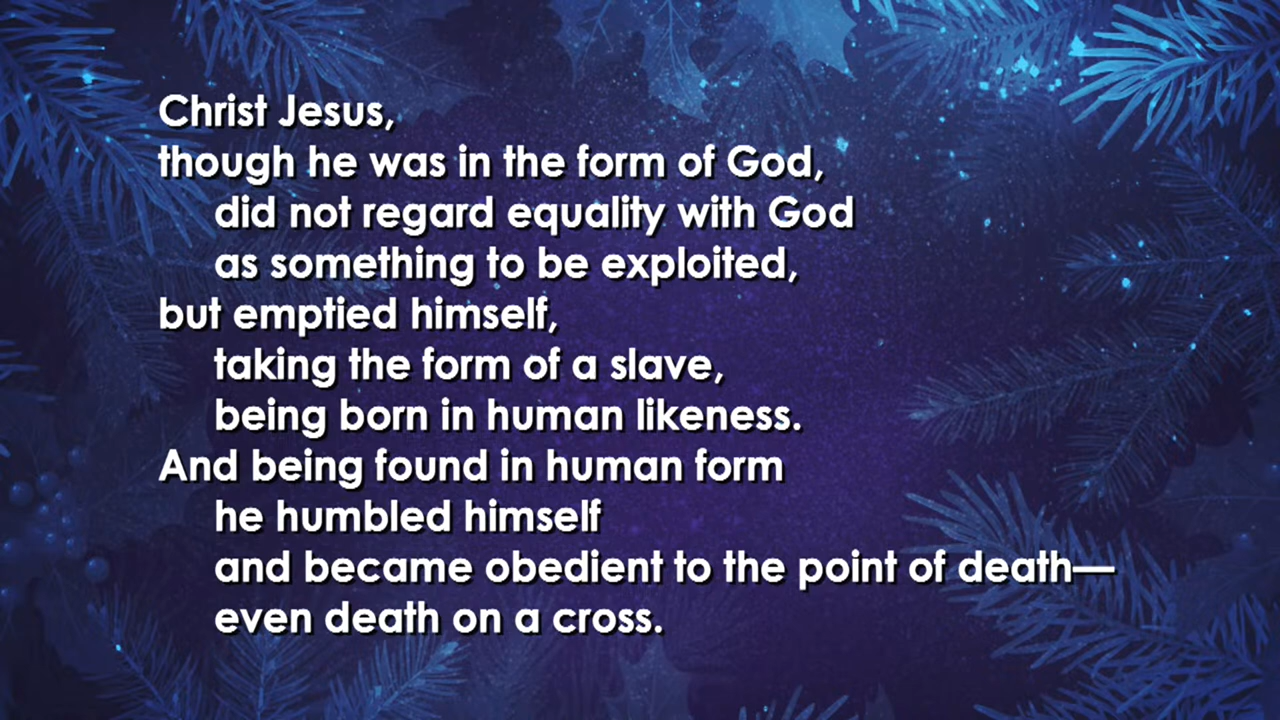 Christ Jesus,
though he was in the form of God,
did not regard equality with God
as something to be exploited,
but emptied himself,
taking the form of a slave,
being born in human likeness.
And being found in human form
he humbled himself
and became obedient to the point of death—
even death on a cross.